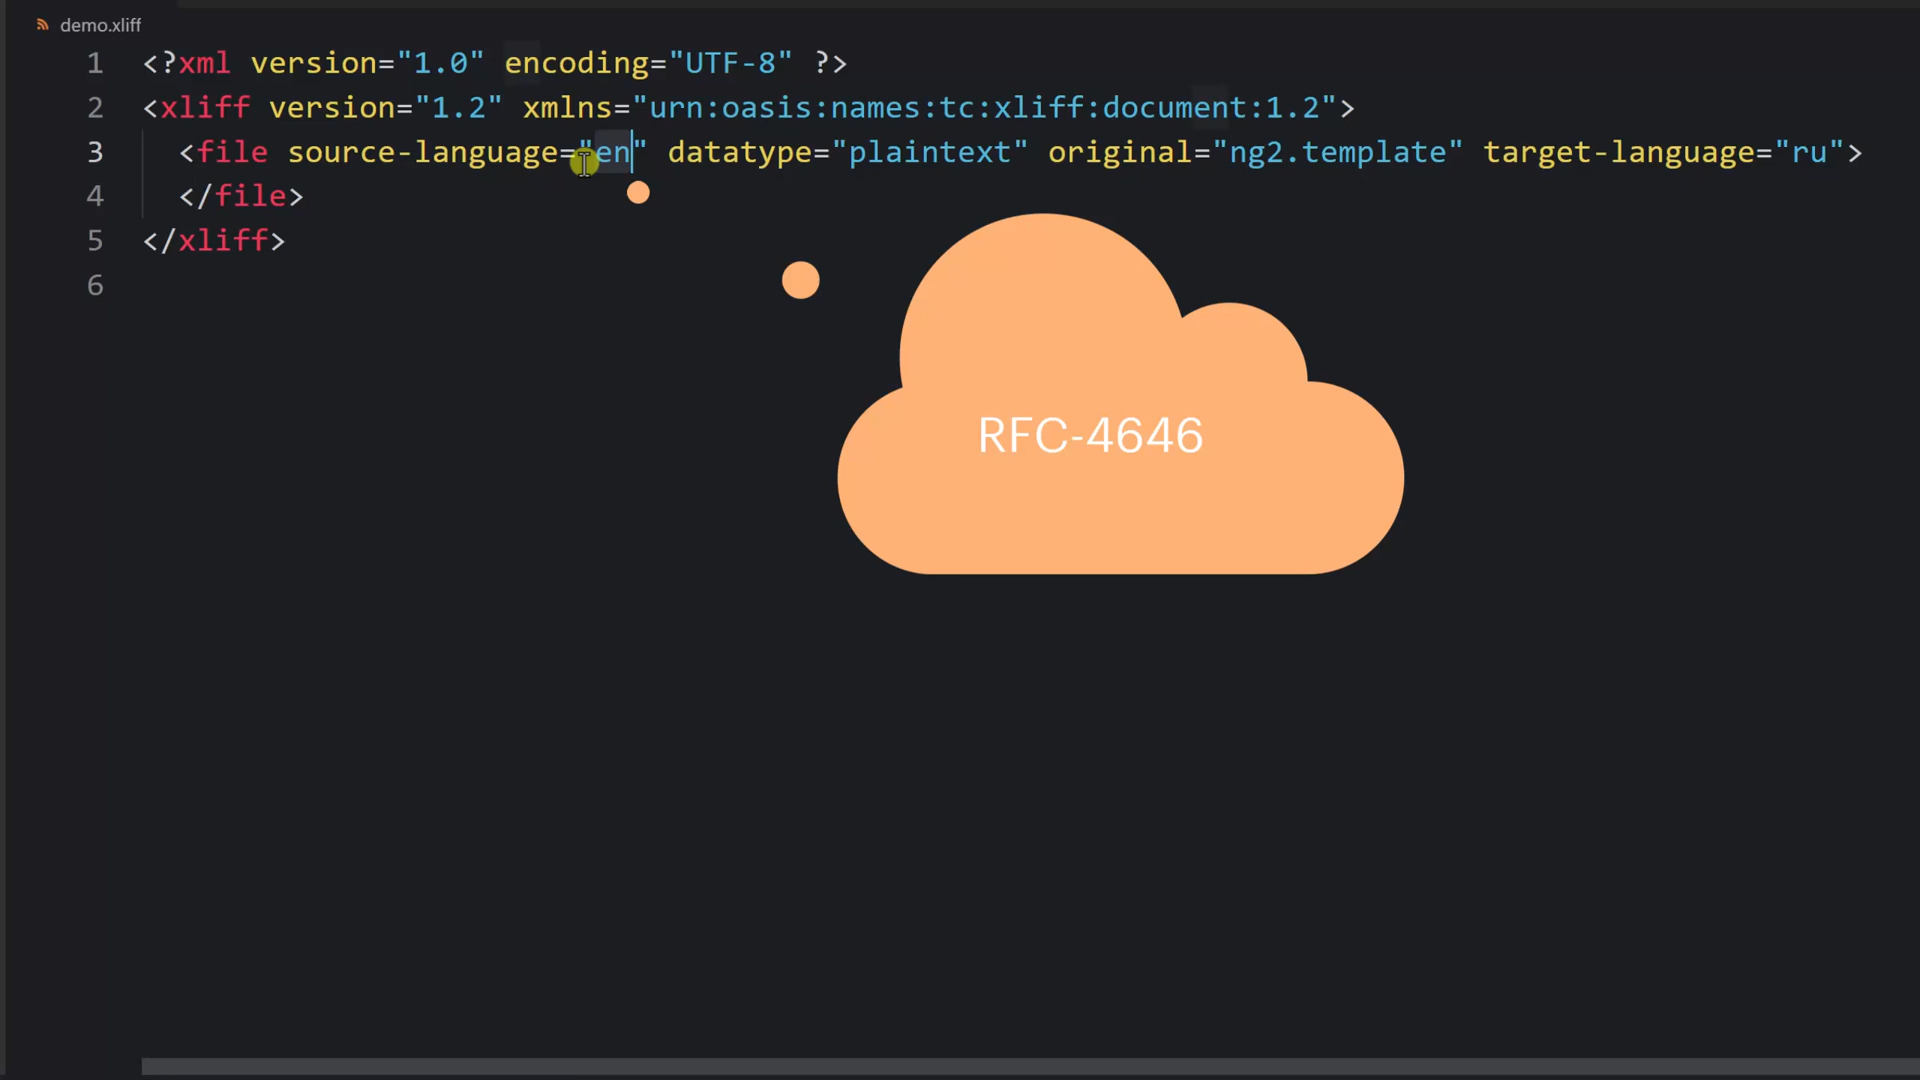 demo.xliff
1 <?xml version="1.0" encoding="UTF-8" ?>
2 <xliff version="1.2" xmlns="urn:oasis:names:tc:xliff:document:1.2">
3 <file source-language="en" datatype="plaintext" original="ng2.template" target-language="ru">
4 </file>
5 </xliff>
6
RFC-4646